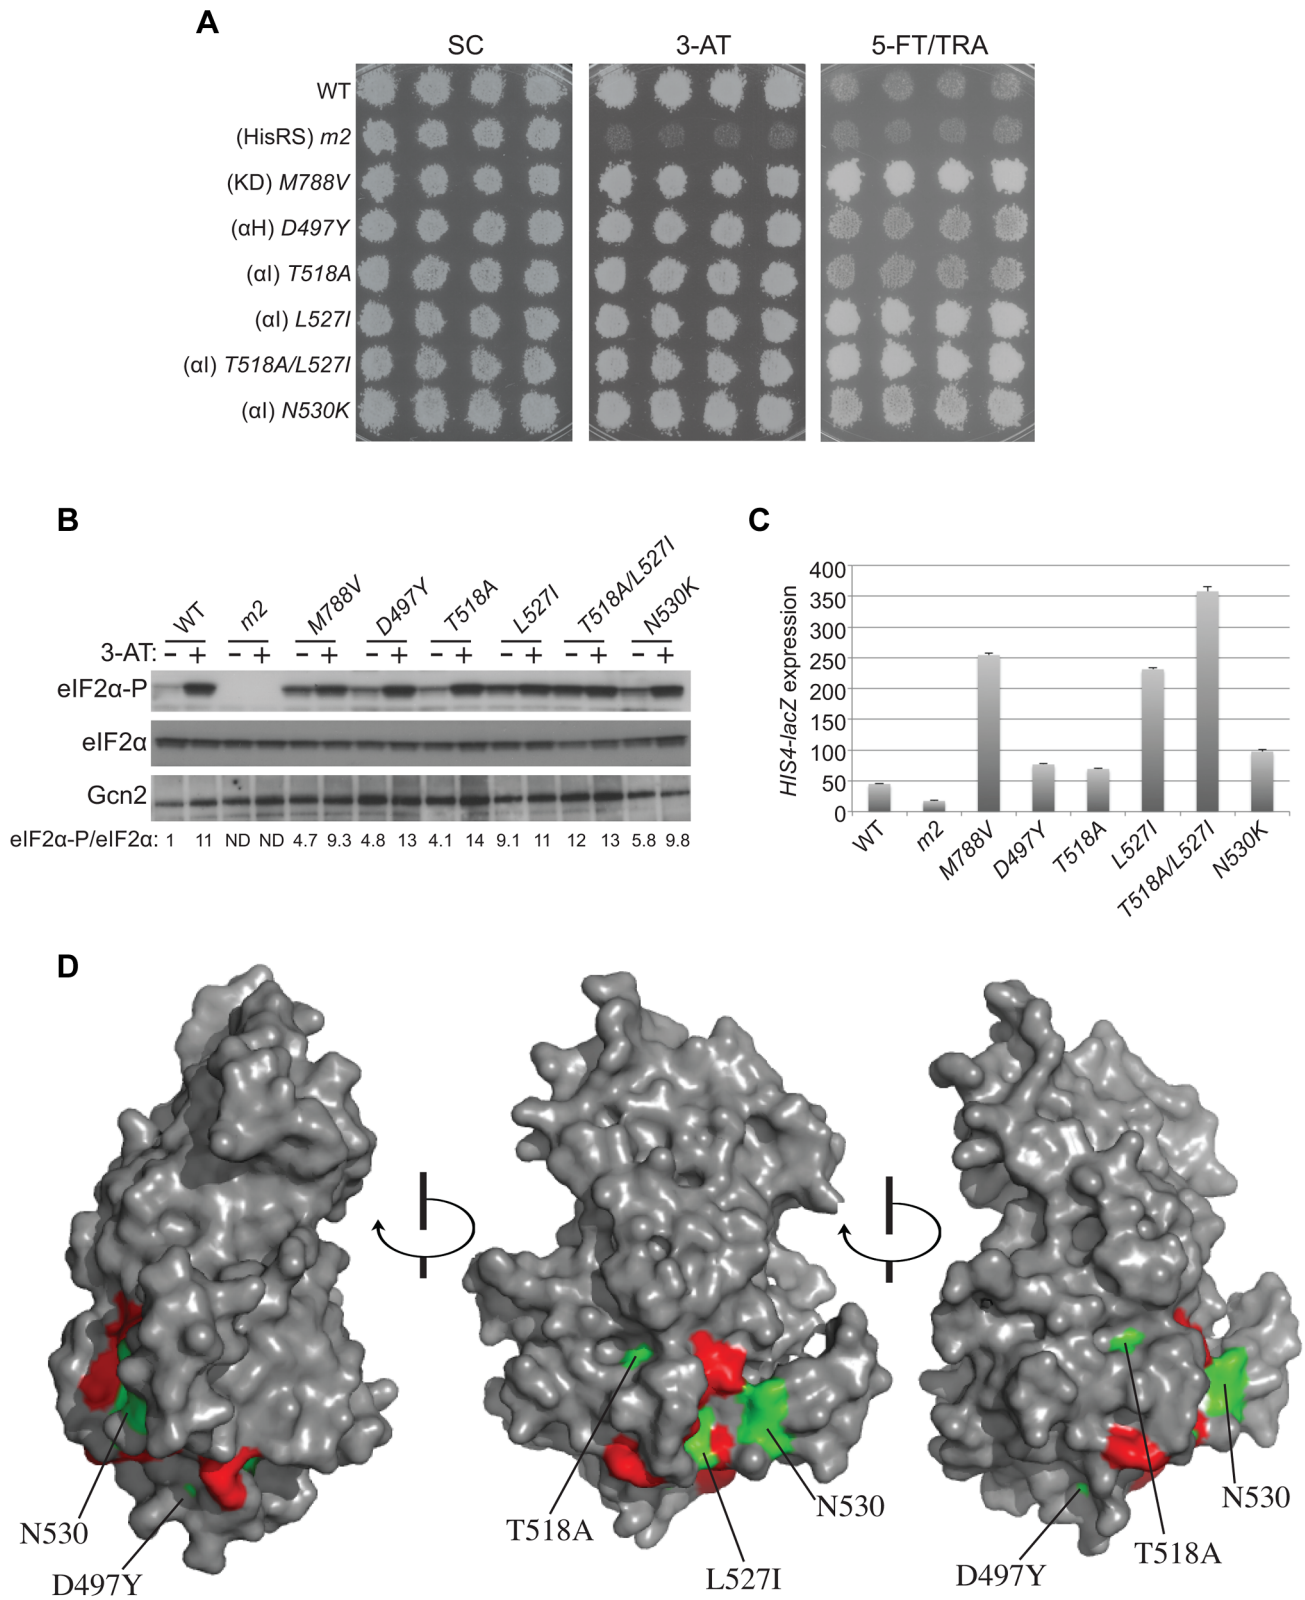 A
SC 3-AT 5-FT/TRA
WT
(HisRS) m2
(KD) M788V
(αH) D497Y
(αI) T518A
(αI) L527I
(αI) T518A/L527I
(αI) N530K
B
WT m2 M788V D497Y T518A L527I T518A/L527I N530K
3-AT: - + - + - + - + - + - + - + - +
eIF2α-P
eIF2α
Gcn2
eIF2α-P/eIF2α: 1 11 ND ND 4.7 9.3 4.8 13 4.1 14 9.1 11 12 13 5.8 9.8
C
HIS4-lacZ expression
400
350
300
250
200
150
100
50
0
WT m2 M788V D497Y T518A L527I T518A/L527I N530K
D
N530
D497Y
T518A
L527I
N530
D497Y
T518A
N530